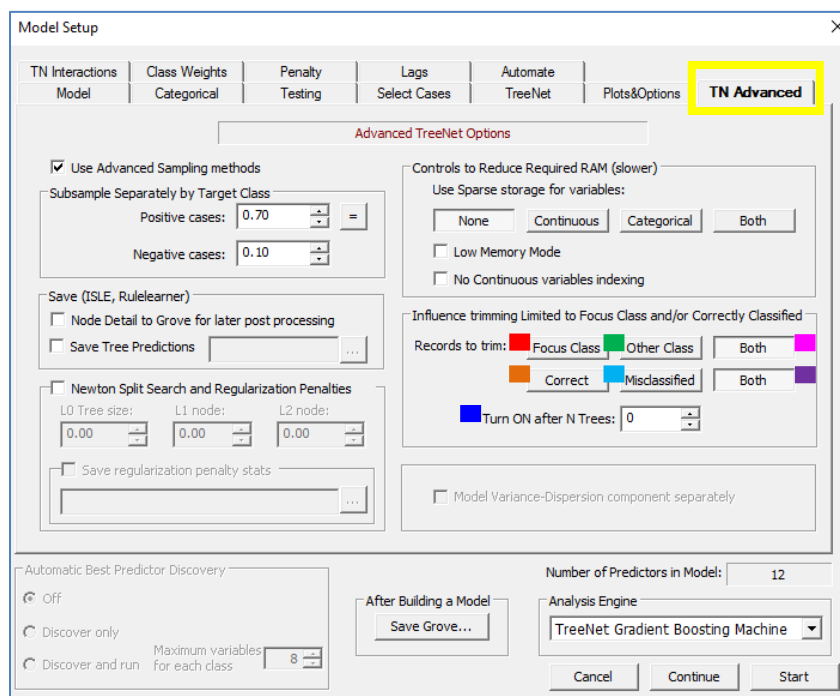 Model Setup
TN Interactions Class Weights Penalty Lags Automate
Model Categorical Testing Select Cases TreeNet Plots&Options TN Advanced
Advanced TreeNet Options
Use Advanced Sampling methods
Subsample Separately by Target Class
Positive cases: 0.70 =
Negative cases: 0.10
Save (ISLE, Rulelearner)
Node Detail to Grove for later post processing
Save Tree Predictions ...
Newton Split Search and Regularization Penalties
L0 Tree size: L1 node: L2 node:
0.00 0.00 0.00
Save regularization penalty stats
...
Controls to Reduce Required RAM (slower)
Use Sparse storage for variables:
None Continuous Categorical Both
Low Memory Mode
No Continuous variables indexing
Influence trimming Limited to Focus Class and/or Correctly Classified
Records to trim: Focus Class Other Class Both
Correct Misclassified Both
Turn ON after N Trees: 0
Model Variance-Dispersion component separately
Automatic Best Predictor Discovery
Off
Discover only
Discover and run
Maximum variables
for each class 8
After Building a Model
Save Grove...
Number of Predictors in Model: 12
Analysis Engine
TreeNet Gradient Boosting Machine
Cancel Continue Start